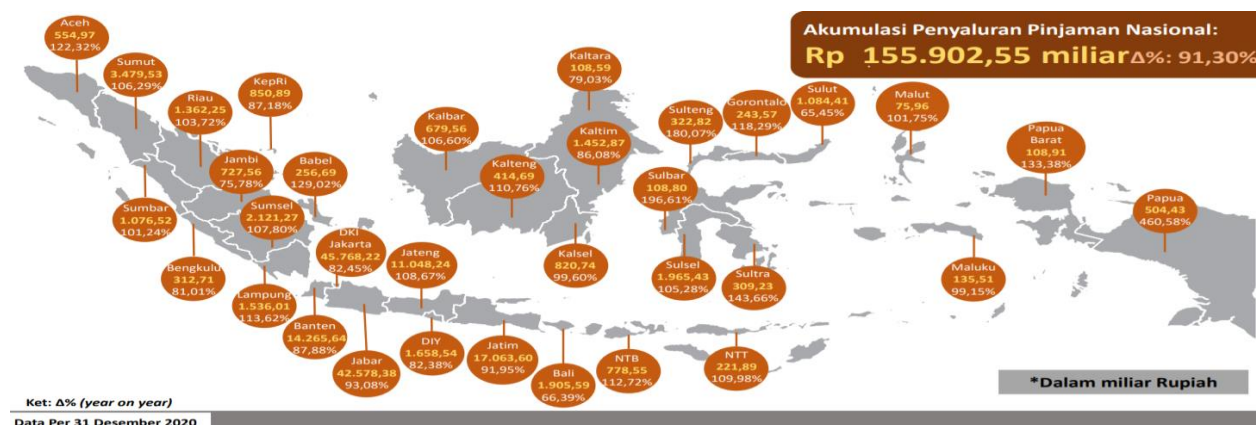 Akumulasi Penyaluran Pinjaman Nasional:
Rp 155.902,55 miliar Δ%: 91,30%
Aceh
554,97
122,32%
Sumut
3.479,53
106,29%
Riau
1.362,25
103,72%
KepRi
850,89
87,18%
Jambi
727,56
75,78%
Babel
256,69
129,02%
Sumbar
1.076,52
101,24%
Sumsel
2.121,27
107,80%
Bengkulu
312,71
81,01%
Lampung
1.536,01
113,62%
DKI
Jakarta
45.768,22
82,45%
Banten
14.265,64
87,88%
Jabar
42.578,38
93,08%
Jateng
11.048,24
108,67%
DIY
1.658,54
82,38%
Jatim
17.063,60
91,95%
Bali
1.905,59
66,39%
NTB
778,55
112,72%
NTT
221,89
109,98%
Kalbar
679,56
106,60%
Kalteng
414,69
110,76%
Kaltara
108,59
79,03%
Kaltim
1.452,87
86,08%
Kalsel
820,74
99,60%
Sulteng
322,82
180,07%
Gorontalo
243,57
118,29%
Sulut
1.084,41
65,45%
Sulbar
108,80
196,61%
Sulsel
1.965,43
105,28%
Sultra
309,23
143,66%
Malut
75,96
101,75%
Maluku
135,51
99,15%
Papua
Barat
108,91
133,38%
Papua
504,43
460,58%
*Dalam miliar Rupiah
Ket: Δ% (year on year)
Data Per 31 Desember 2020